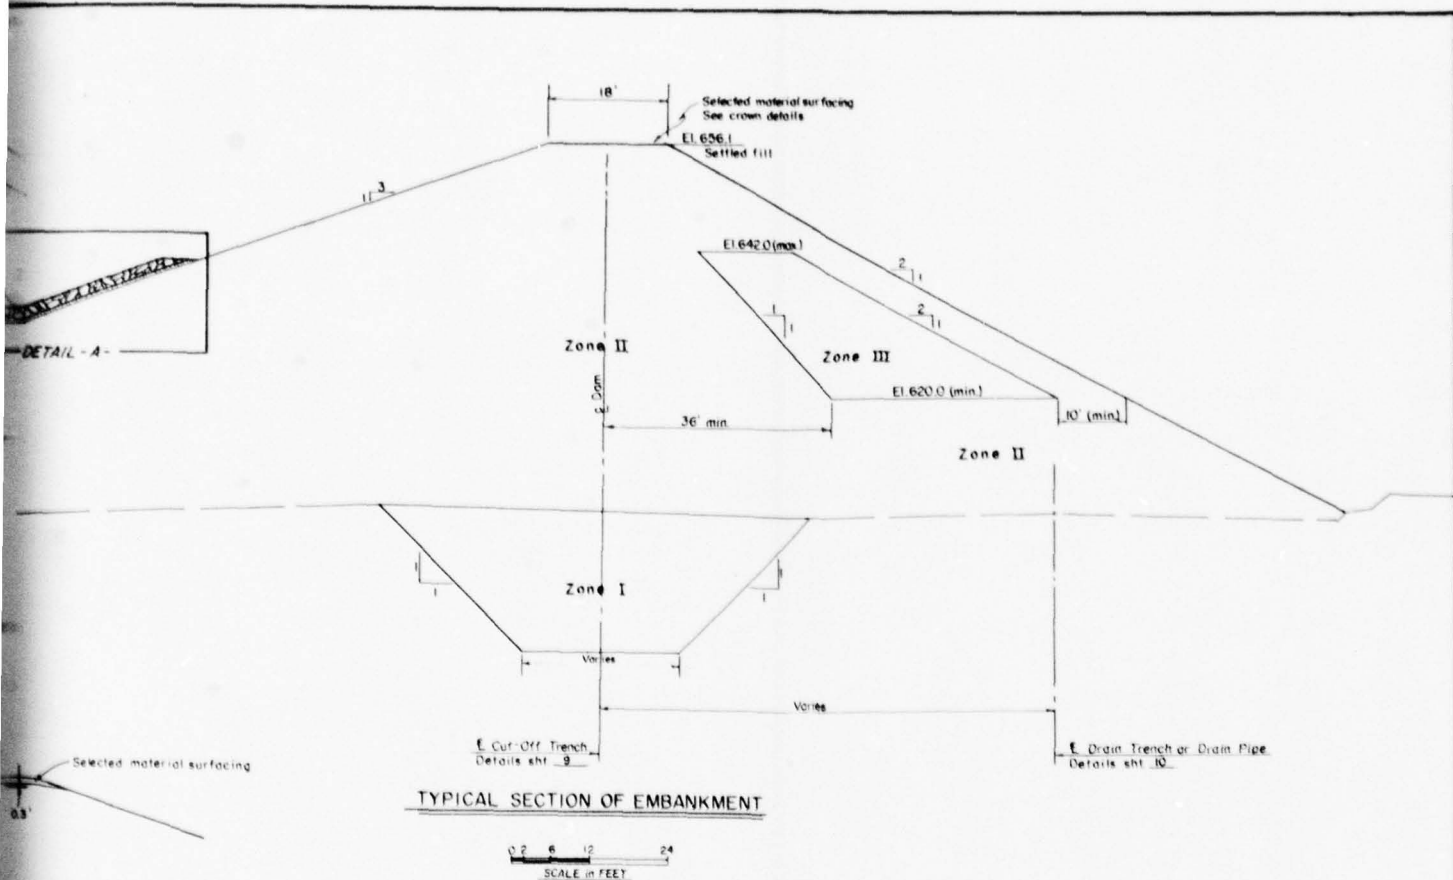 18'
Selected material surfacing
See crown details
El. 656.1
Settled fill
3
1
El. 642.0 (max.)
2
1
1
1
2
1
DETAIL -A-
Zone II
Zone III
℄ Dam
El. 620.0 (min.)
10' (min.)
36' min.
Zone II
1
1
Zone I
1
1
Varies
Varies
℄ Cut-Off Trench
Details sht. 9
℄ Drain Trench or Drain Pipe
Details sht. 10
Selected material surfacing
0.3'
TYPICAL SECTION OF EMBANKMENT
0 2 6 12 24
SCALE in FEET